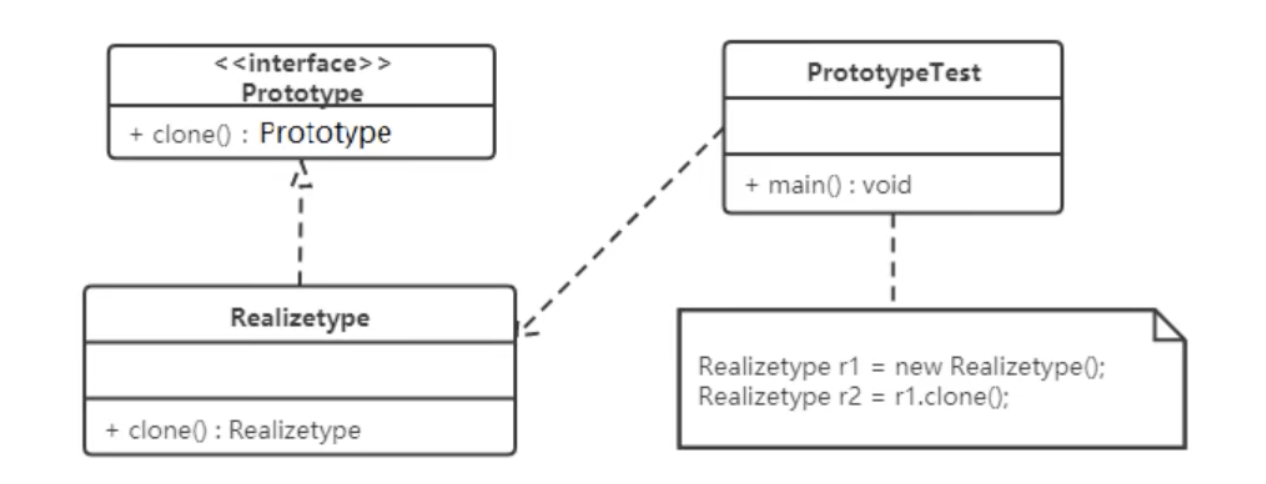 <<interface>>
Prototype
+ clone() : Prototype
PrototypeTest
+ main() : void
Realizetype
+ clone() : Realizetype
Realizetype r1 = new Realizetype();
Realizetype r2 = r1.clone();